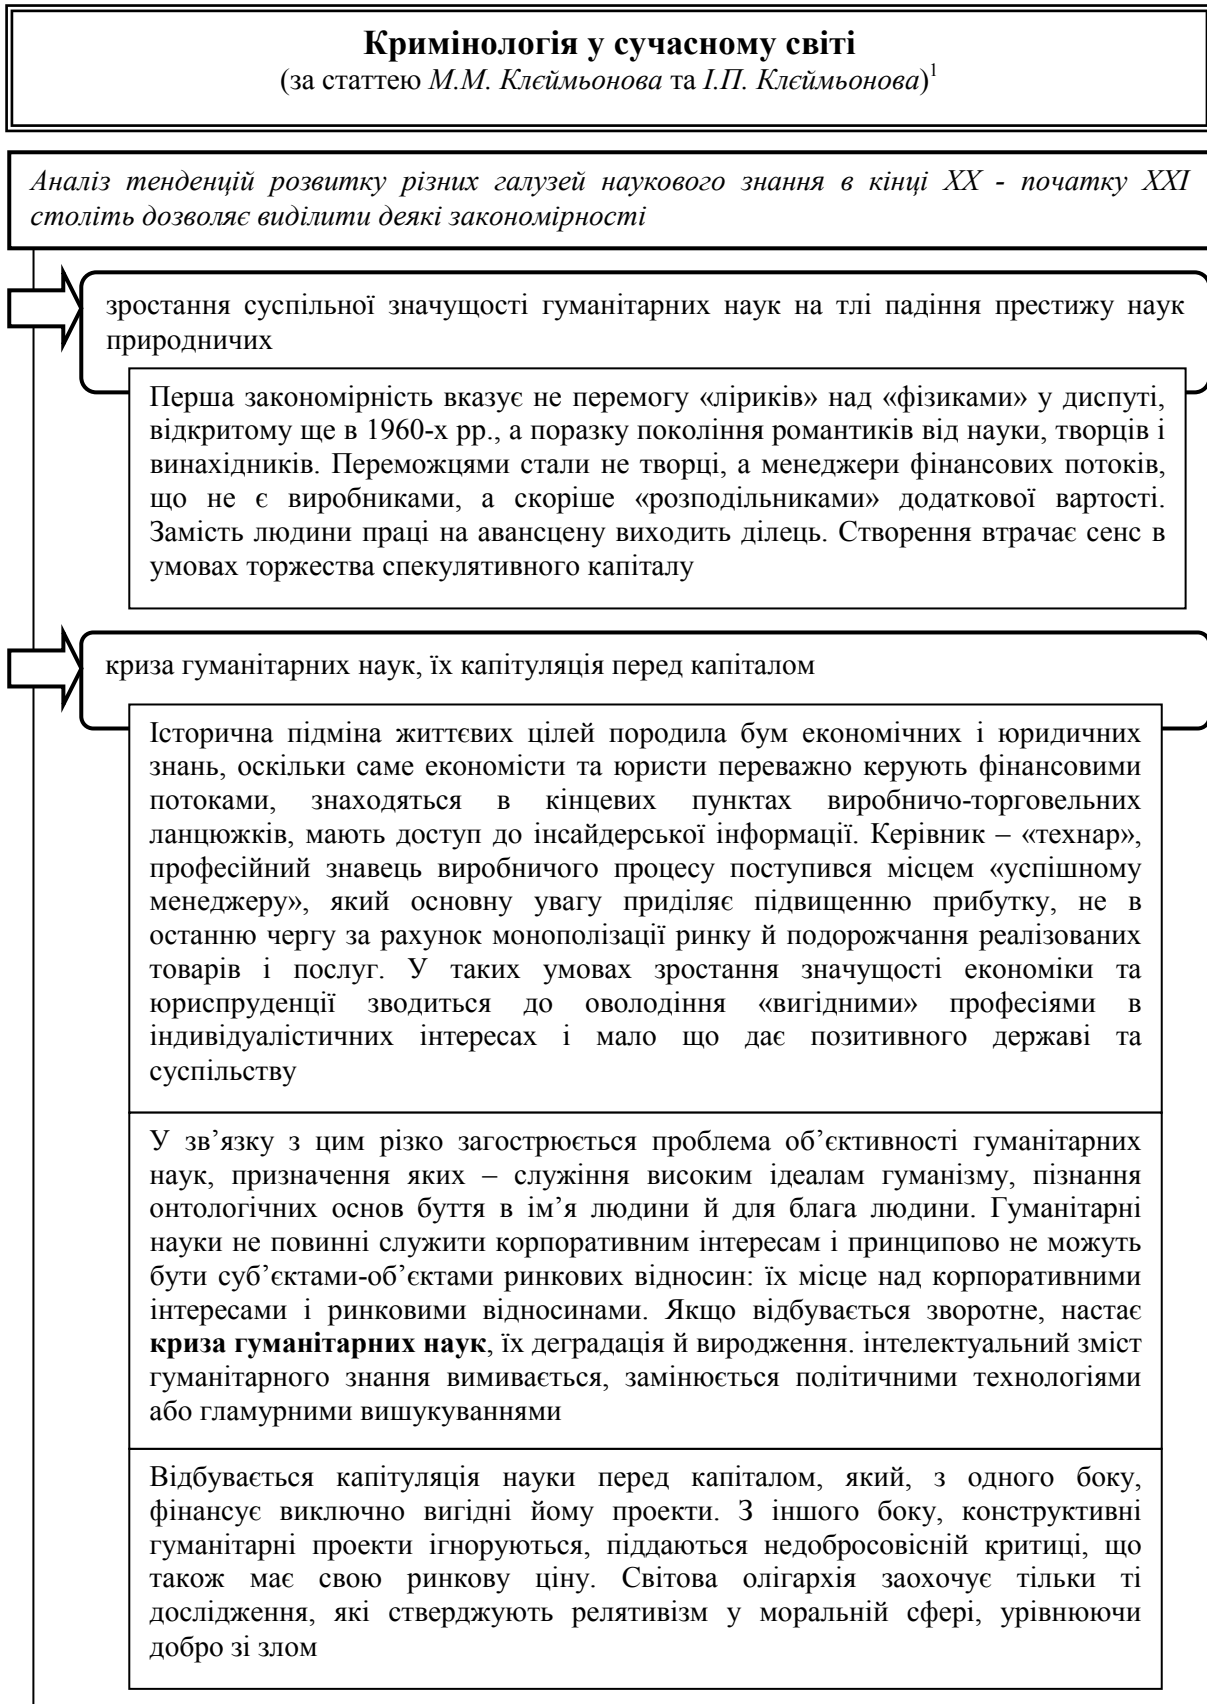 Кримінологія у сучасному світі
(за статтею М.М. Клєймьонова та І.П. Клєймьонова)1
Аналіз тенденцій розвитку різних галузей наукового знання в кінці XX - початку XXI
століть дозволяє виділити деякі закономірності
зростання суспільної значущості гуманітарних наук на тлі падіння престижу наук
природничих
Перша закономірність вказує не перемогу «ліриків» над «фізиками» у диспуті,
відкритому ще в 1960-х рр., а поразку покоління романтиків від науки, творців і
винахідників. Переможцями стали не творці, а менеджери фінансових потоків,
що не є виробниками, а скоріше «розподільниками» додаткової вартості.
Замість людини праці на авансцену виходить ділець. Створення втрачає сенс в
умовах торжества спекулятивного капіталу
криза гуманітарних наук, їх капітуляція перед капіталом
Історична підміна життєвих цілей породила бум економічних і юридичних
знань, оскільки саме економісти та юристи переважно керують фінансовими
потоками, знаходяться в кінцевих пунктах виробничо-торговельних
ланцюжків, мають доступ до інсайдерської інформації. Керівник – «технар»,
професійний знавець виробничого процесу поступився місцем «успішному
менеджеру», який основну увагу приділяє підвищенню прибутку, не в
останню чергу за рахунок монополізації ринку й подорожчання реалізованих
товарів і послуг. У таких умовах зростання значущості економіки та
юриспруденції зводиться до оволодіння «вигідними» професіями в
індивідуалістичних інтересах і мало що дає позитивного державі та
суспільству
У зв’язку з цим різко загострюється проблема об’єктивності гуманітарних
наук, призначення яких – служіння високим ідеалам гуманізму, пізнання
онтологічних основ буття в ім’я людини й для блага людини. Гуманітарні
науки не повинні служити корпоративним інтересам і принципово не можуть
бути суб’єктами-об’єктами ринкових відносин: їх місце над корпоративними
інтересами і ринковими відносинами. Якщо відбувається зворотне, настає
криза гуманітарних наук, їх деградація й виродження. інтелектуальний зміст
гуманітарного знання вимивається, замінюється політичними технологіями
або гламурними вишукуваннями
Відбувається капітуляція науки перед капіталом, який, з одного боку,
фінансує виключно вигідні йому проекти. З іншого боку, конструктивні
гуманітарні проекти ігноруються, піддаються недобросовісній критиці, що
також має свою ринкову ціну. Світова олігархія заохочує тільки ті
дослідження, які стверджують релятивізм у моральній сфері, урівнюючи
добро зі злом